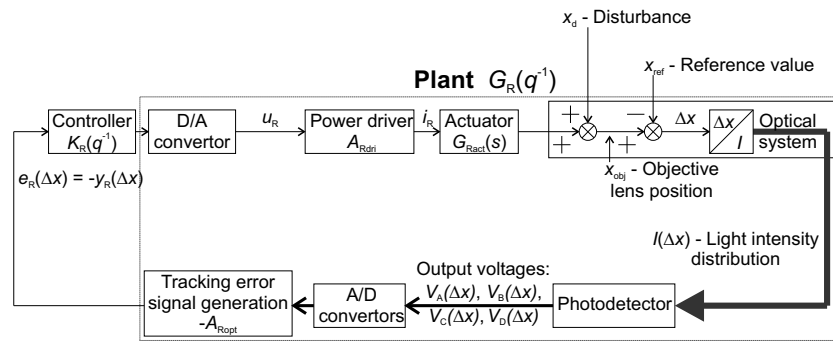 x_d - Disturbance
Plant G_R(q^-1)
x_ref - Reference value
Controller
K_R(q^-1)
D/A
convertor
u_R
Power driver
A_Rdri
i_R
Actuator
G_Ract(s)
+
+
−
+
Δx
Δx
I
Optical
system
x_obj - Objective
lens position
e_R(Δx) = -y_R(Δx)
I(Δx) - Light intensity
distribution
Tracking error
signal generation
-A_Ropt
A/D
convertors
Output voltages:
V_A(Δx), V_B(Δx),
V_C(Δx), V_D(Δx)
Photodetector